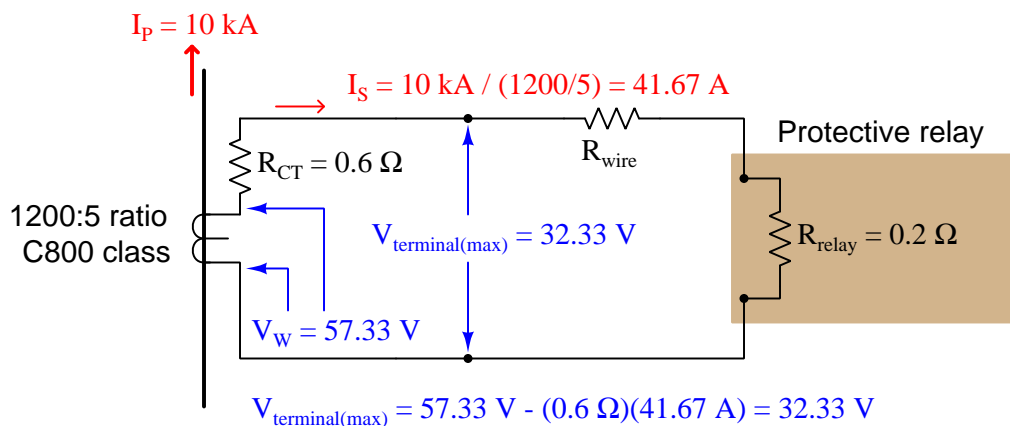 I_P = 10 kA
I_S = 10 kA / (1200/5) = 41.67 A
Protective relay
R_wire
R_CT = 0.6 Ω
1200:5 ratio
C800 class
V_terminal(max) = 32.33 V
R_relay = 0.2 Ω
V_W = 57.33 V
V_terminal(max) = 57.33 V - (0.6 Ω)(41.67 A) = 32.33 V